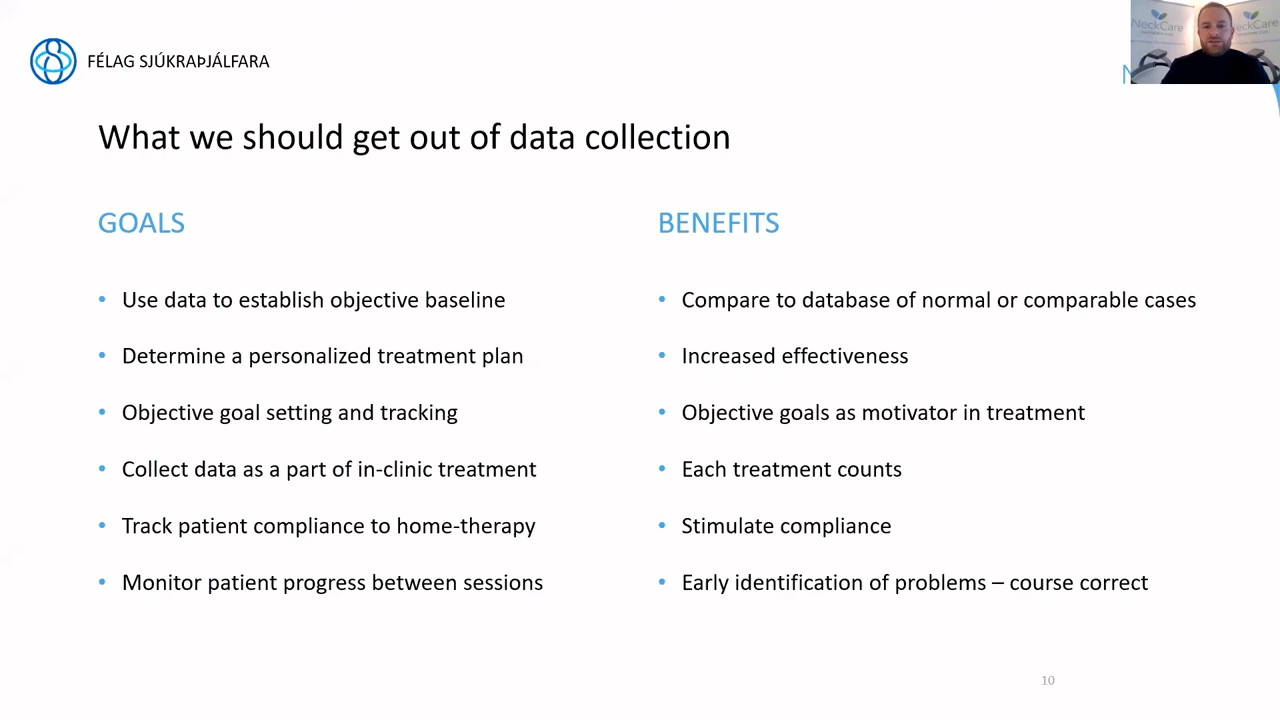 FÉLAG SJÚKRAÞJÁLFARA
NeckCare
What we should get out of data collection
GOALS
Use data to establish objective baseline
Determine a personalized treatment plan
Objective goal setting and tracking
Collect data as a part of in-clinic treatment
Track patient compliance to home-therapy
Monitor patient progress between sessions
BENEFITS
Compare to database of normal or comparable cases
Increased effectiveness
Objective goals as motivator in treatment
Each treatment counts
Stimulate compliance
Early identification of problems – course correct
10